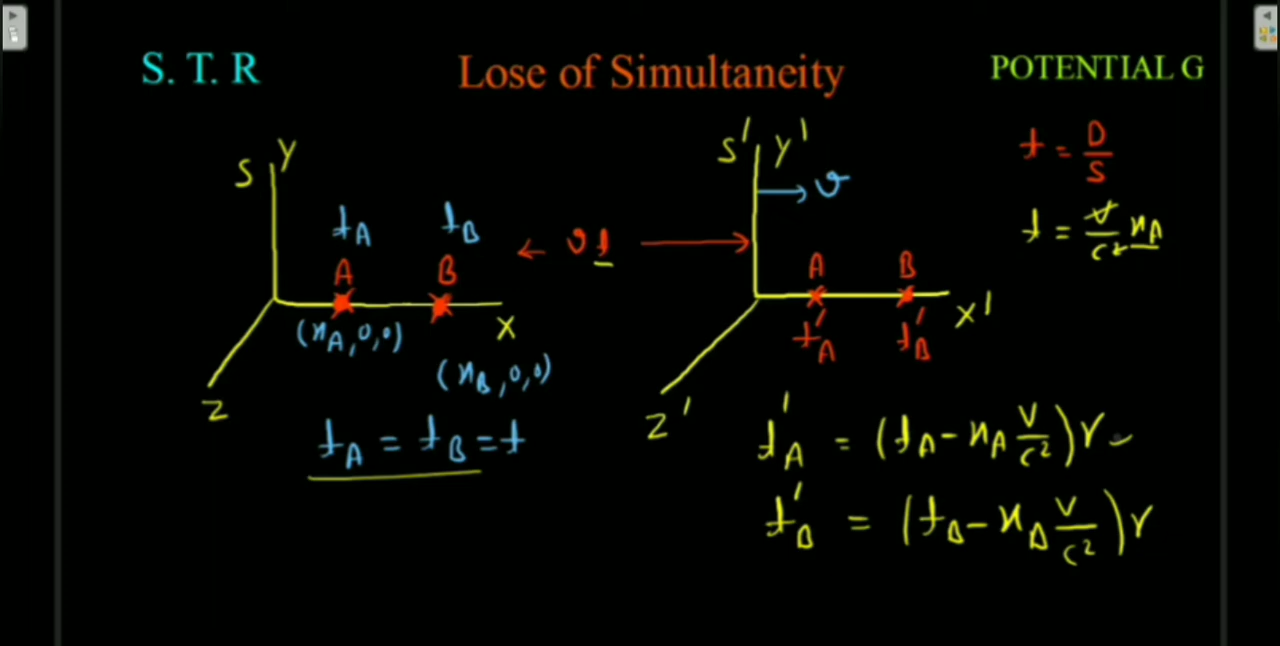 S. T. R
Lose of Simultaneity
POTENTIAL G
S Y
t_A t_B
A B
(x_A, 0, 0)
(x_B, 0, 0)
X
Z
t_A = t_B = t
← vt →
S' Y'
→ v
A B
t'_A t'_B
X'
Z'
t = D/S
t = v/c² x_A
t'_A = (t_A - x_A V/c²)γ
t'_B = (t_B - x_B V/c²)γ